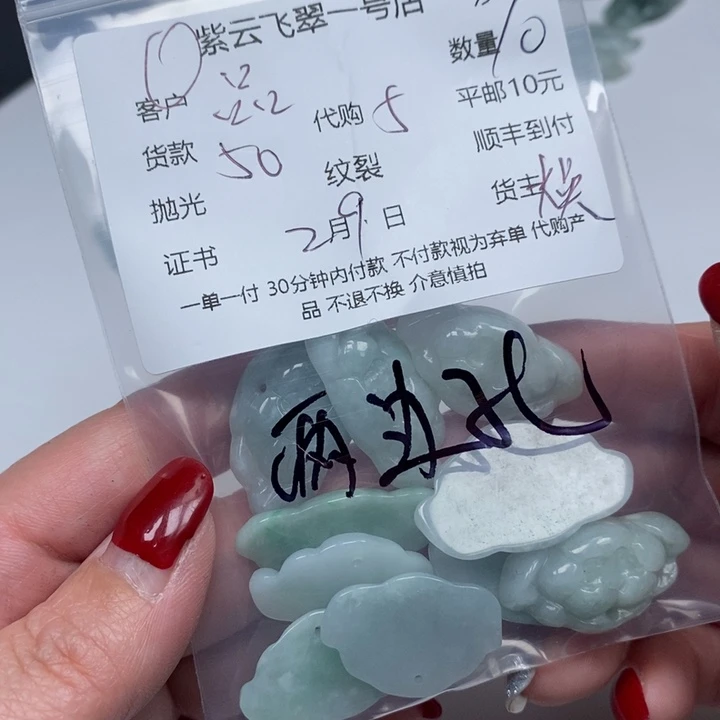 紫云飞翠一号店
数量 10
客户
货款 50 代购 5 平邮10元
抛光 纹裂 顺丰到付
证书 2月9日 货主
一单一付 30分钟内付款 不付款视为弃单 代购产
品 不退不换 介意慎拍
两边孔